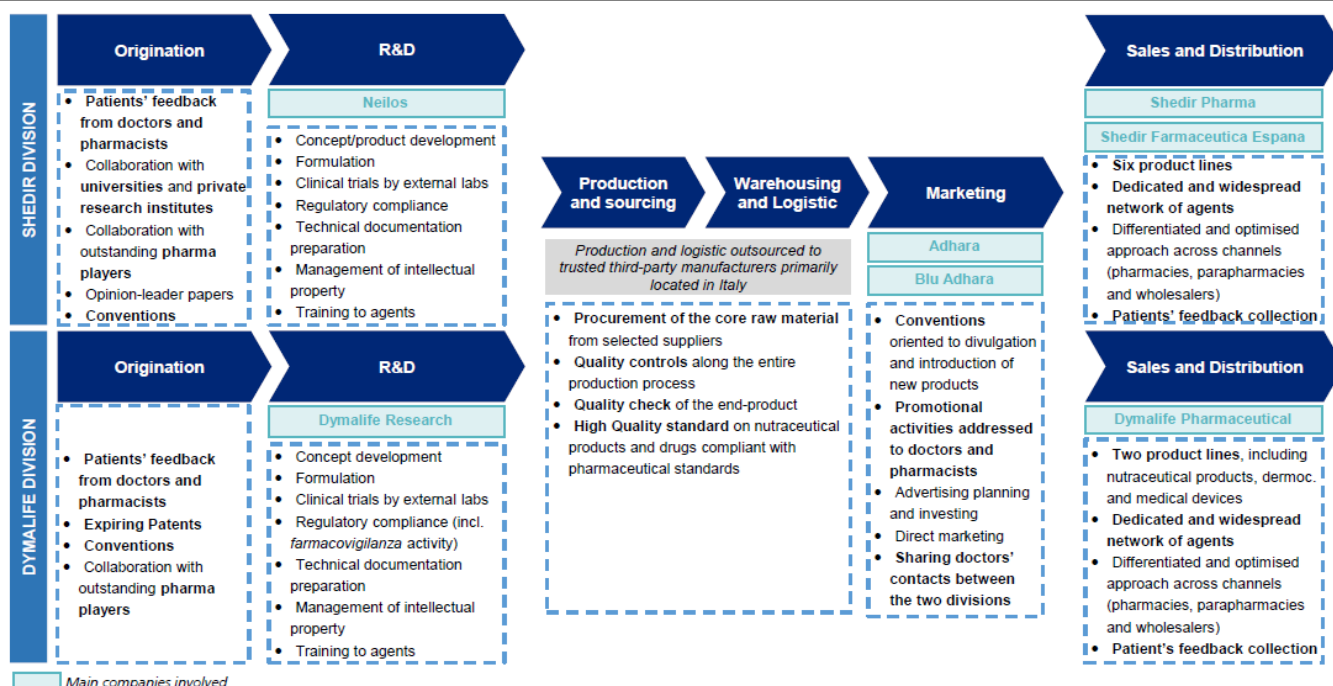 SHEDIR DIVISION
Origination
• Patients' feedback
from doctors and
pharmacists
• Collaboration with
universities and private
research institutes
• Collaboration with
outstanding pharma
players
• Opinion-leader papers
• Conventions
R&D
Neilos
• Concept/product development
• Formulation
• Clinical trials by external labs
• Regulatory compliance
• Technical documentation
preparation
• Management of intellectual
property
• Training to agents
DYMALIFE DIVISION
Origination
• Patients' feedback
from doctors and
pharmacists
• Expiring Patents
• Conventions
• Collaboration with
outstanding pharma
players
R&D
Dymalife Research
• Concept development
• Formulation
• Clinical trials by external labs
• Regulatory compliance (incl.
farmacovigilanza activity)
• Technical documentation
preparation
• Management of intellectual
property
• Training to agents
Production
and sourcing
Warehousing
and Logistic
Production and logistic outsourced to
trusted third-party manufacturers primarily
located in Italy
• Procurement of the core raw material
from selected suppliers
• Quality controls along the entire
production process
• Quality check of the end-product
• High Quality standard on nutraceutical
products and drugs compliant with
pharmaceutical standards
Marketing
Adhara
Blu Adhara
• Conventions
oriented to divulgation
and introduction of
new products
• Promotional
activities addressed
to doctors and
pharmacists
• Advertising planning
and investing
• Direct marketing
• Sharing doctors'
contacts between
the two divisions
Sales and Distribution
Shedir Pharma
Shedir Farmaceutica Espana
• Six product lines
• Dedicated and widespread
network of agents
• Differentiated and optimised
approach across channels
(pharmacies, parapharmacies
and wholesalers)
• Patients' feedback collection
Sales and Distribution
Dymalife Pharmaceutical
• Two product lines, including
nutraceutical products, dermoc.
and medical devices
• Dedicated and widespread
network of agents
• Differentiated and optimised
approach across channels
(pharmacies, parapharmacies
and wholesalers)
• Patient's feedback collection
Main companies involved